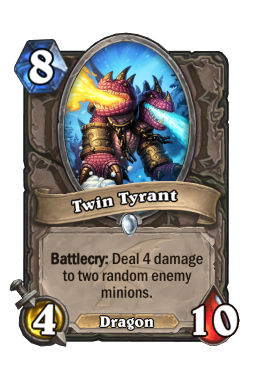 8
Twin Tyrant
Battlecry: Deal 4 damage
to two random enemy
minions.
4
Dragon
10